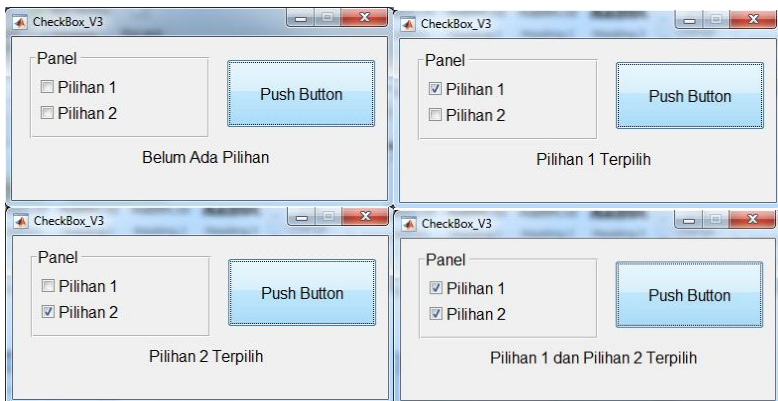 CheckBox_V3
Panel
Pilihan 1
Pilihan 2
Push Button
Belum Ada Pilihan
CheckBox_V3
Panel
Pilihan 1
Pilihan 2
Push Button
Pilihan 1 Terpilih
CheckBox_V3
Panel
Pilihan 1
Pilihan 2
Push Button
Pilihan 2 Terpilih
CheckBox_V3
Panel
Pilihan 1
Pilihan 2
Push Button
Pilihan 1 dan Pilihan 2 Terpilih